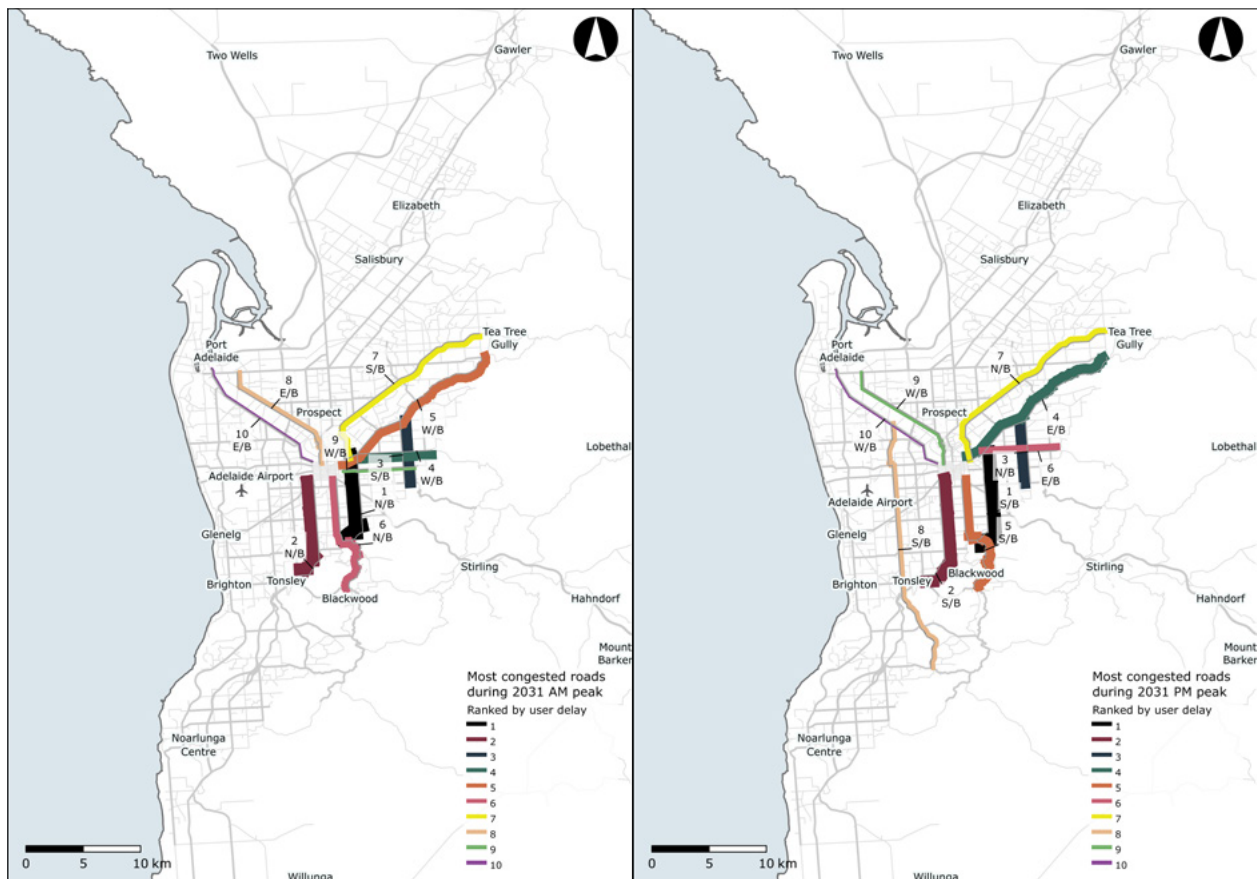 Two Wells
Gawler
Elizabeth
Salisbury
Tea Tree
Gully
Port
Adelaide
7
S/B
8
E/B
Prospect
5
W/B
10
E/B
9
W/B
Lobethal
3
S/B
4
W/B
Adelaide Airport
1
N/B
6
N/B
Glenelg
2
N/B
Stirling
Brighton
Tonsley
Blackwood
Hahndorf
Mount
Barker
Most congested roads
during 2031 AM peak
Ranked by user delay
1
2
3
4
5
6
7
8
9
10
Noarlunga
Centre
0 5 10 km
Willunga
Two Wells
Gawler
Elizabeth
Salisbury
Tea Tree
Gully
Port
Adelaide
7
N/B
9
W/B
Prospect
4
E/B
10
W/B
Lobethal
3
N/B
6
E/B
Adelaide Airport
1
S/B
5
S/B
Glenelg
8
S/B
Stirling
Brighton
Tonsley
Blackwood
2
S/B
Hahndorf
Mount
Barker
Most congested roads
during 2031 PM peak
Ranked by user delay
1
2
3
4
5
6
7
8
9
10
Noarlunga
Centre
0 5 10 km
Willunga